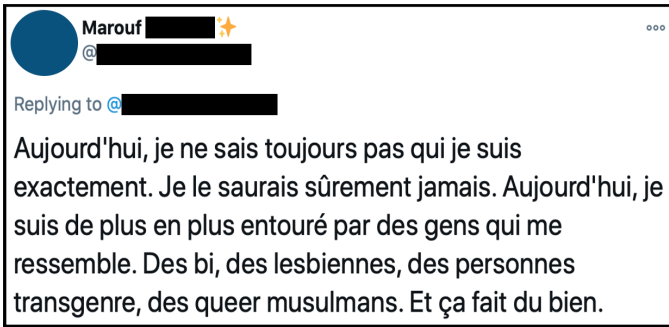 Marouf
@
Replying to @
Aujourd'hui, je ne sais toujours pas qui je suis
exactement. Je le saurais sûrement jamais. Aujourd'hui, je
suis de plus en plus entouré par des gens qui me
ressemble. Des bi, des lesbiennes, des personnes
transgenre, des queer musulmans. Et ça fait du bien.